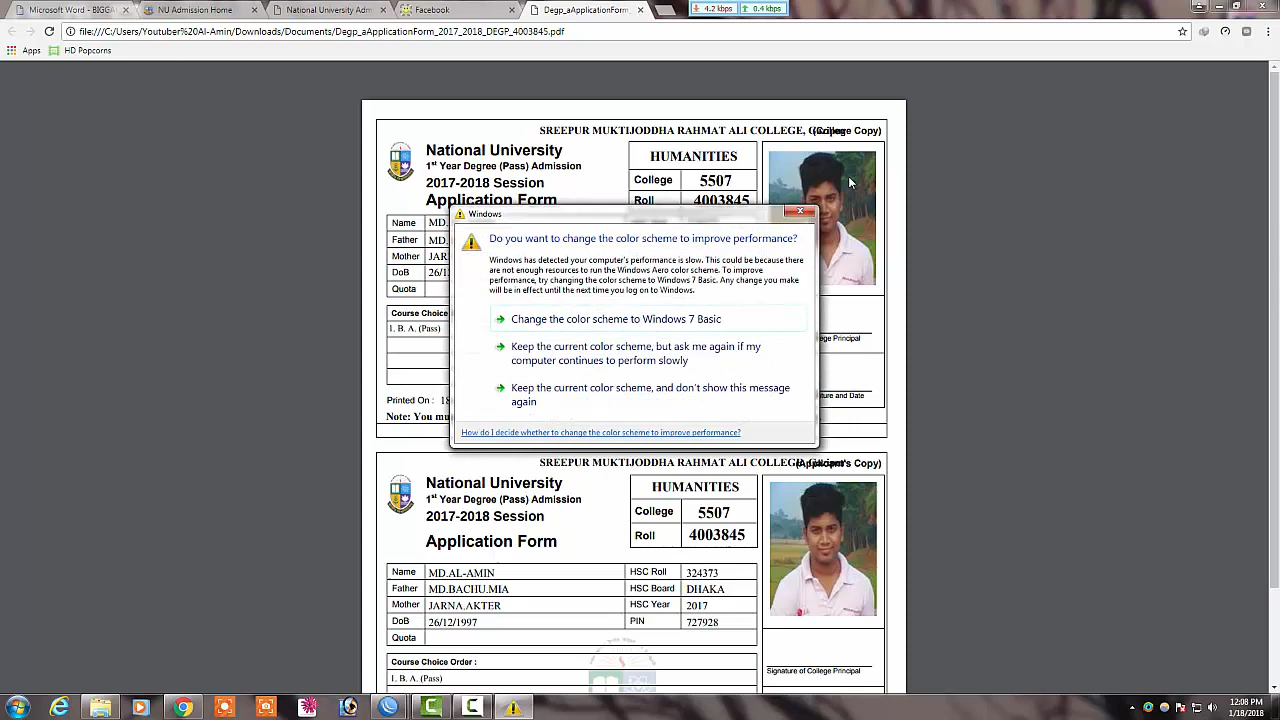 Microsoft Word - BIGGA
NU Admission Home
National University Adm
Facebook
Degp_aApplicationForm_
4.2 kbps
0.4 kbps
file:///C:/Users/Youtuber%20Al-Amin/Downloads/Documents/Degp_aApplicationForm_2017_2018_DEGP_4003845.pdf
Apps
HD Popcorns
SREEPUR MUKTIJODDHA RAHMAT ALI COLLEGE,
Copy)
National University
1st Year Degree (Pass) Admission
2017-2018 Session
Application Form
HUMANITIES
College 5507
Roll 4003845
Name MD.
Father MD.
Mother JAR
DoB 26/1
Quota
Course Choice
1. B. A. (Pass)
ege Principal
ature and Date
Printed On : 18
Note: You mu
Windows
Do you want to change the color scheme to improve performance?
Windows has detected your computer's performance is slow. This could be because there
are not enough resources to run the Windows Aero color scheme. To improve
performance, try changing the color scheme to Windows 7 Basic. Any change you make
will be in effect until the next time you log on to Windows.
Change the color scheme to Windows 7 Basic
Keep the current color scheme, but ask me again if my
computer continues to perform slowly
Keep the current color scheme, and don't show this message
again
How do I decide whether to change the color scheme to improve performance?
SREEPUR MUKTIJODDHA RAHMAT ALI COLLEGE,
(Applicant's Copy)
National University
1st Year Degree (Pass) Admission
2017-2018 Session
Application Form
HUMANITIES
College 5507
Roll 4003845
Name MD.AL-AMIN HSC Roll 324373
Father MD.BACHU.MIA HSC Board DHAKA
Mother JARNA.AKTER HSC Year 2017
DoB 26/12/1997 PIN 727928
Quota
Course Choice Order :
1. B. A. (Pass)
Signature of College Principal
12:08 PM
1/18/2018